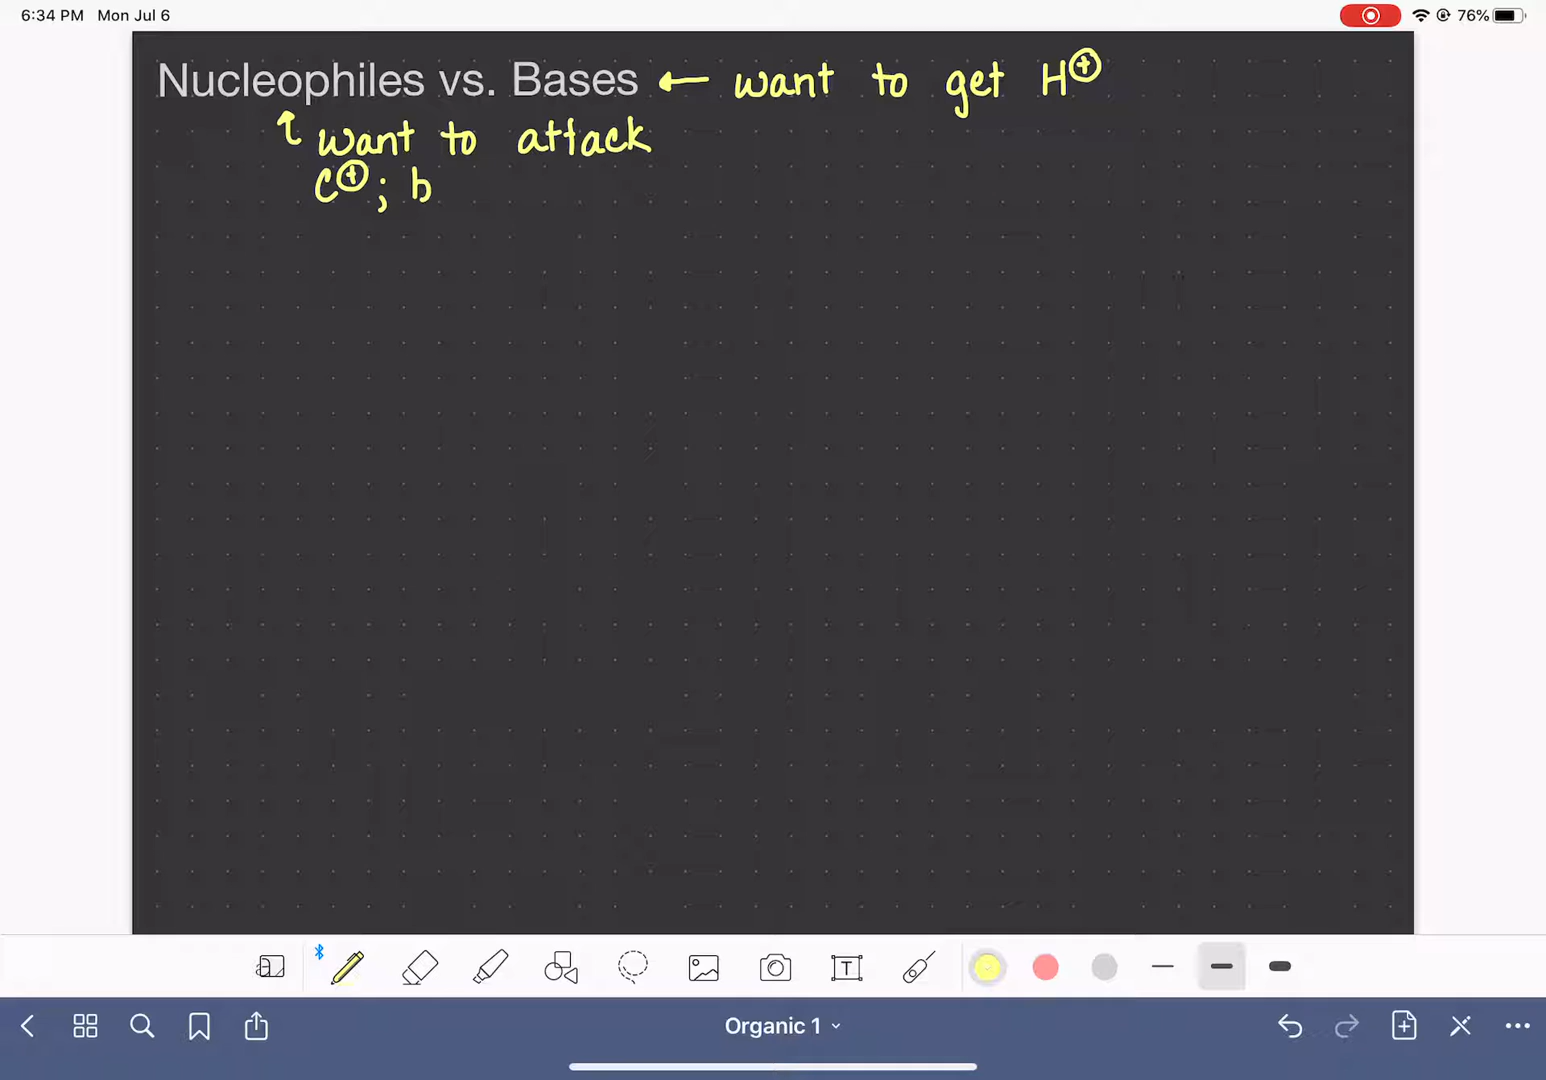 6:34 PM Mon Jul 6 76%
Nucleophiles vs. Bases ← want to get H⊕
want to attack
C⊕; b
T
Organic 1